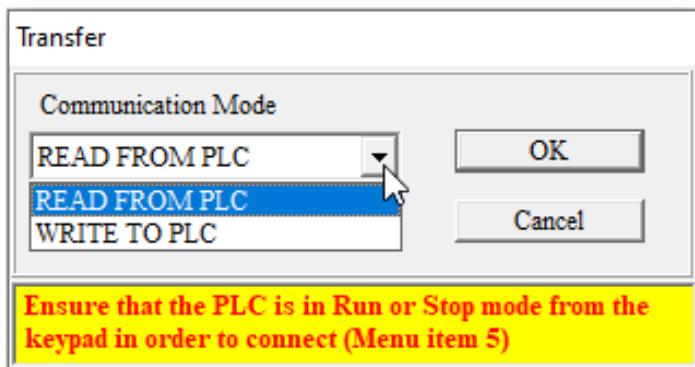 Transfer
Communication Mode
READ FROM PLC
OK
READ FROM PLC
WRITE TO PLC
Cancel
Ensure that the PLC is in Run or Stop mode from the
keypad in order to connect (Menu item 5)